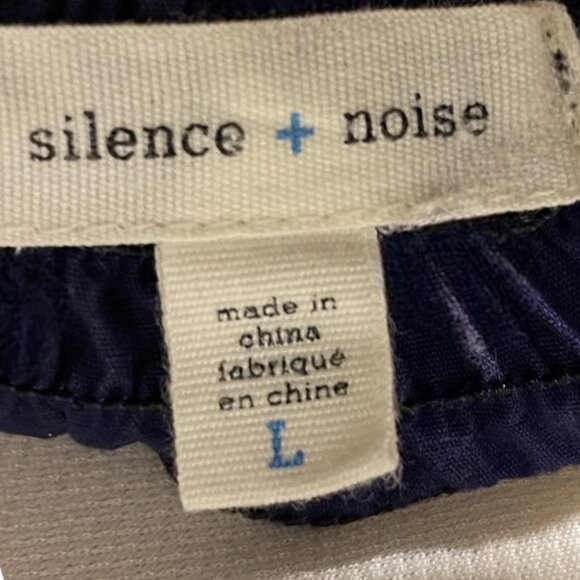 silence + noise
made in
china
fabriqué
en chine
L